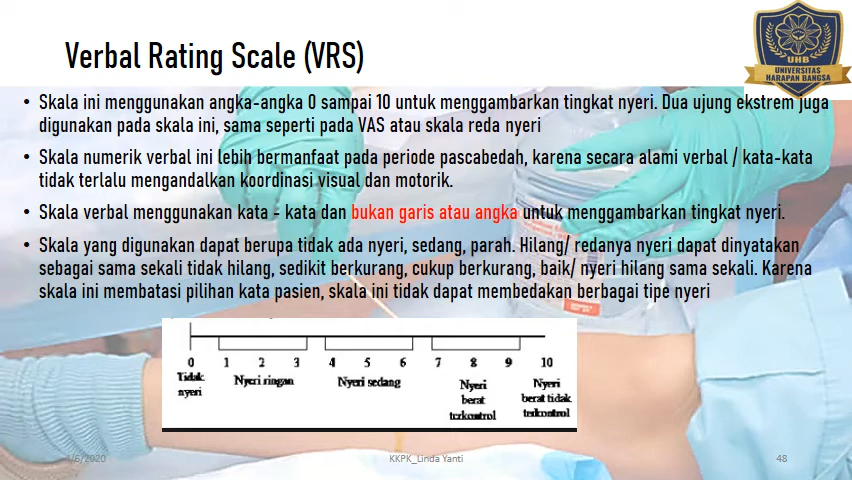 Verbal Rating Scale (VRS)
UHB
UNIVERSITAS
HARAPAN BANGSA
• Skala ini menggunakan angka-angka 0 sampai 10 untuk menggambarkan tingkat nyeri. Dua ujung ekstrem juga
digunakan pada skala ini, sama seperti pada VAS atau skala reda nyeri
• Skala numerik verbal ini lebih bermanfaat pada periode pascabedah, karena secara alami verbal / kata-kata
tidak terlalu mengandalkan koordinasi visual dan motorik.
• Skala verbal menggunakan kata - kata dan bukan garis atau angka untuk menggambarkan tingkat nyeri.
• Skala yang digunakan dapat berupa tidak ada nyeri, sedang, parah. Hilang/ redanya nyeri dapat dinyatakan
sebagai sama sekali tidak hilang, sedikit berkurang, cukup berkurang, baik/ nyeri hilang sama sekali. Karena
skala ini membatasi pilihan kata pasien, skala ini tidak dapat membedakan berbagai tipe nyeri
0 1 2 3 4 5 6 7 8 9 10
Tidak
nyeri
Nyeri ringan
Nyeri sedang
Nyeri
berat
terkontrol
Nyeri
berat tidak
terkontrol
/6/2020
KKPK_Linda Yanti
48